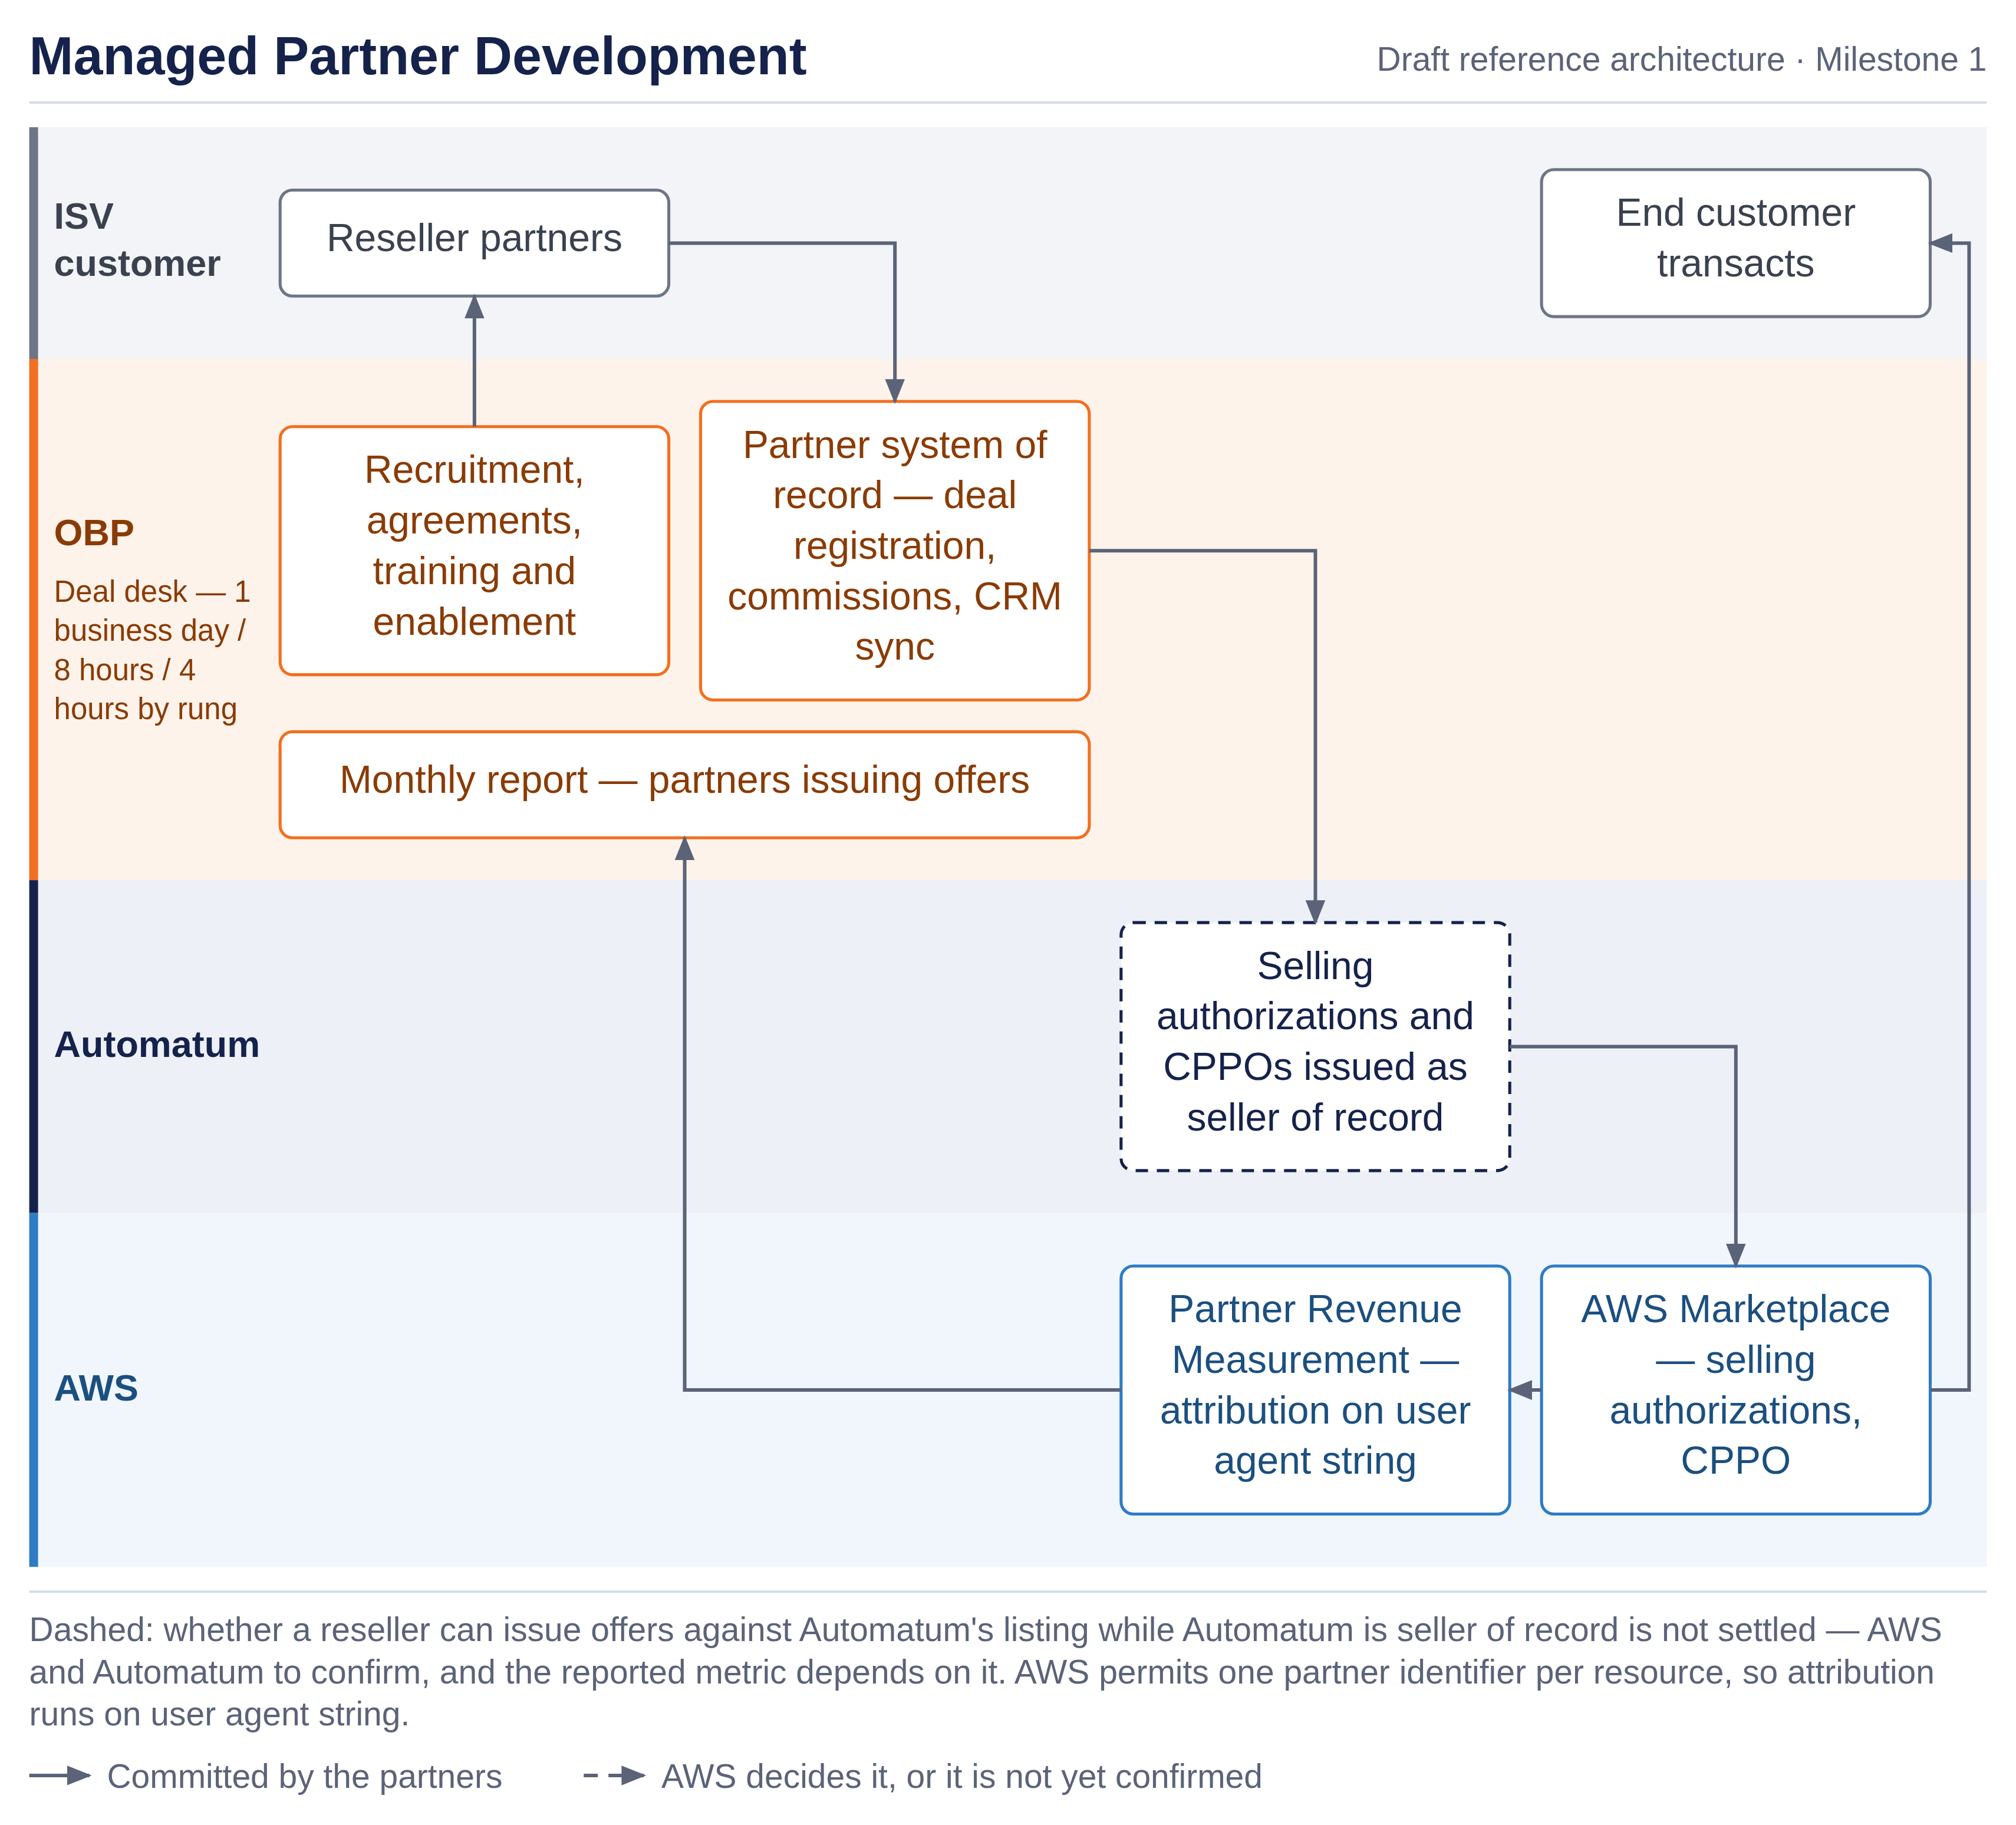 Managed Partner Development
Draft reference architecture · Milestone 1
ISV
customer
Reseller partners
End customer
transacts
OBP
Deal desk — 1
business day /
8 hours / 4
hours by rung
Recruitment,
agreements,
training and
enablement
Partner system of
record — deal
registration,
commissions, CRM
sync
Monthly report — partners issuing offers
Automatum
Selling
authorizations and
CPPOs issued as
seller of record
AWS
Partner Revenue
Measurement —
attribution on user
agent string
AWS Marketplace
— selling
authorizations,
CPPO
Dashed: whether a reseller can issue offers against Automatum's listing while Automatum is seller of record is not settled — AWS
and Automatum to confirm, and the reported metric depends on it. AWS permits one partner identifier per resource, so attribution
runs on user agent string.
Committed by the partners
AWS decides it, or it is not yet confirmed